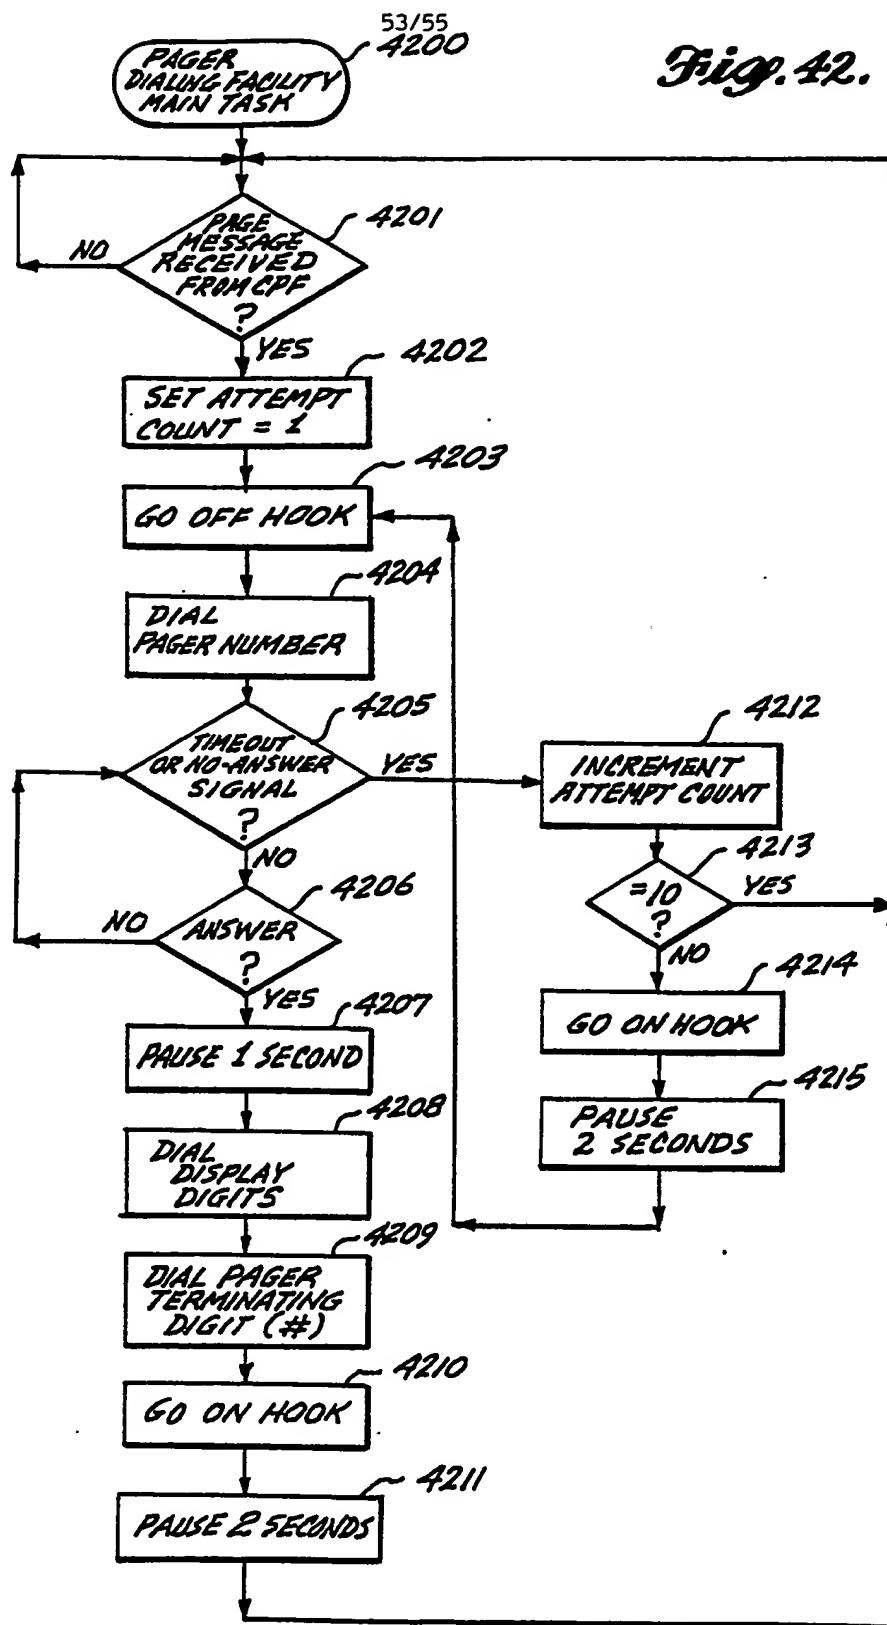 53/55
4200
PAGER
DIALING FACILITY
MAIN TASK
Fig. 42.
4201
PAGE
MESSAGE
RECEIVED
FROM CPF
?
NO
YES
4202
SET ATTEMPT
COUNT = 1
4203
GO OFF HOOK
4204
DIAL
PAGER NUMBER
4205
TIMEOUT
OR NO-ANSWER
SIGNAL
?
YES
NO
4206
ANSWER
?
NO
YES
4207
PAUSE 1 SECOND
4208
DIAL
DISPLAY
DIGITS
4209
DIAL PAGER
TERMINATING
DIGIT (#)
4210
GO ON HOOK
4211
PAUSE 2 SECONDS
4212
INCREMENT
ATTEMPT COUNT
4213
=10
?
YES
NO
4214
GO ON HOOK
4215
PAUSE
2 SECONDS